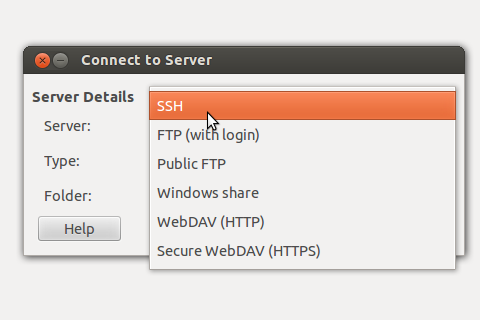 Connect to Server
Server Details
Server:
Type:
Folder:
Help
SSH
FTP (with login)
Public FTP
Windows share
WebDAV (HTTP)
Secure WebDAV (HTTPS)